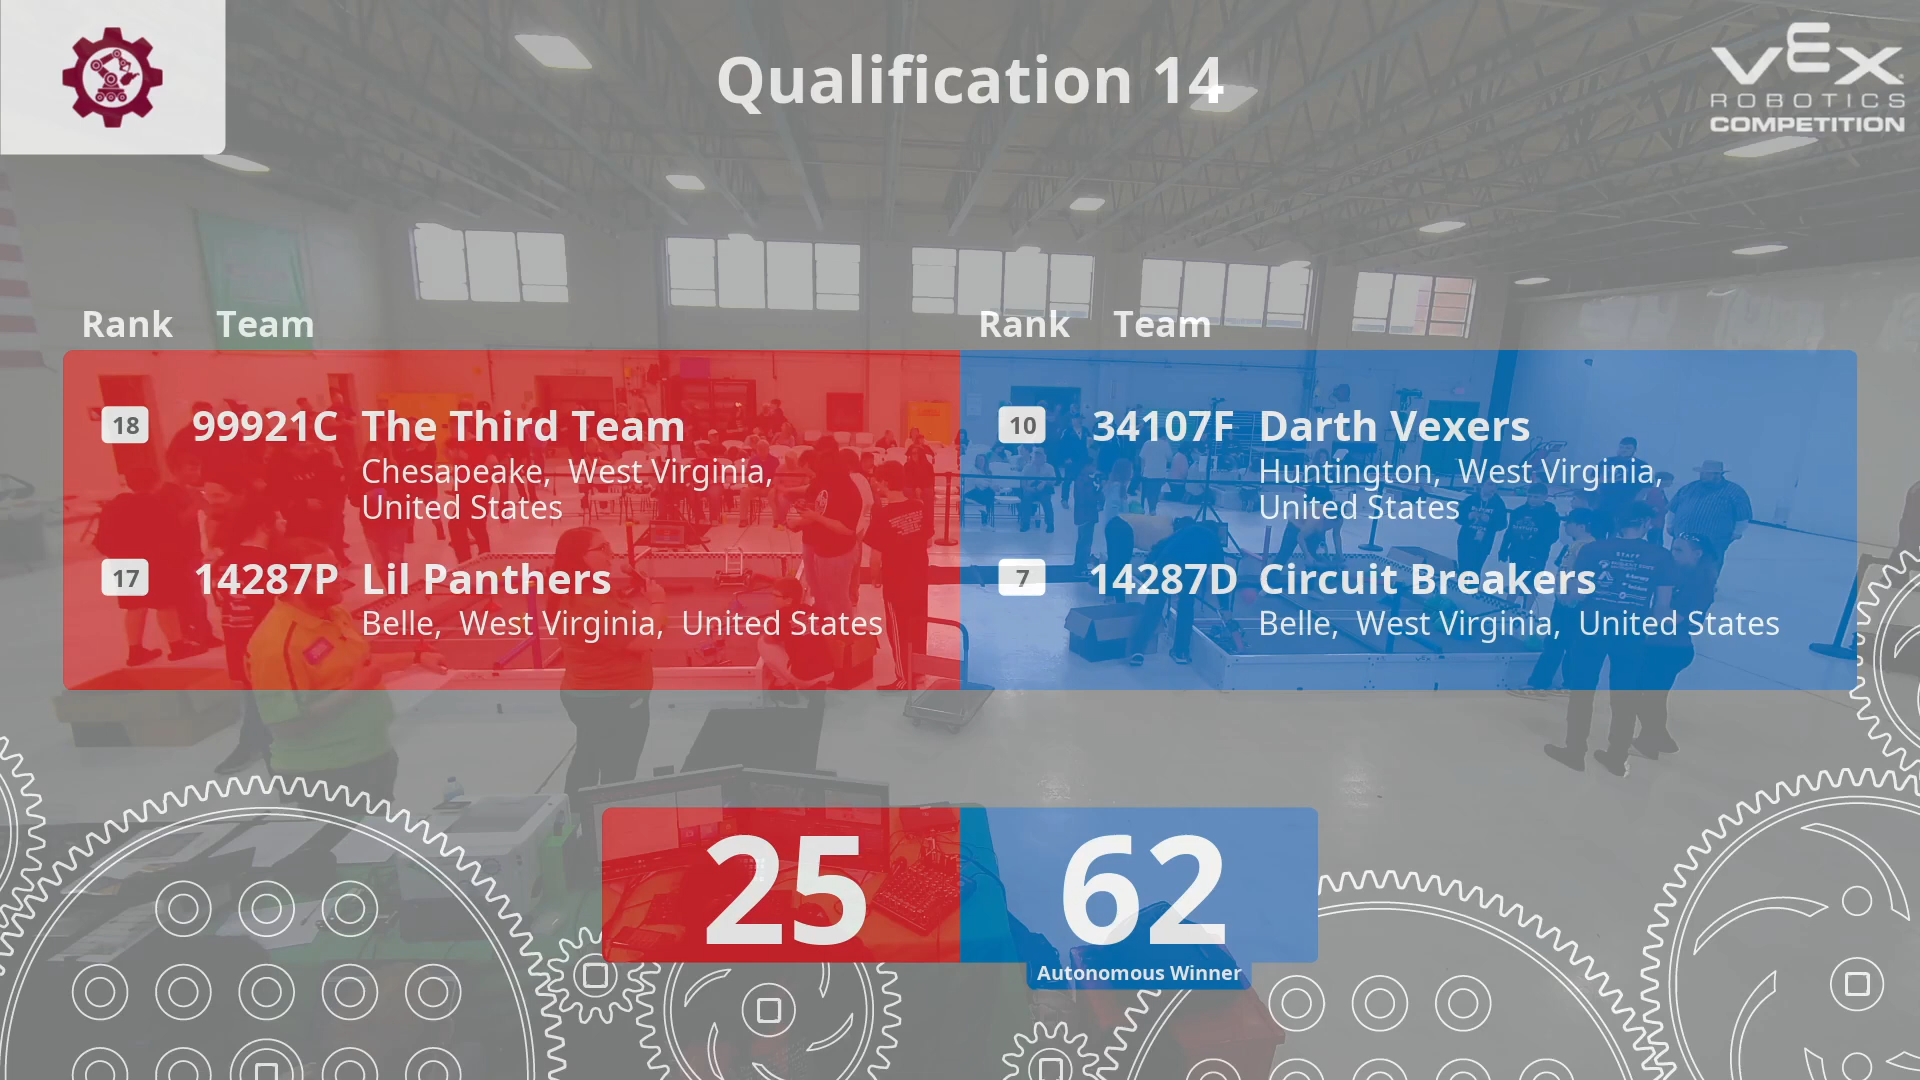 Qualification 14
VEX
ROBOTICS
COMPETITION
Rank Team
18 99921C The Third Team
Chesapeake, West Virginia,
United States
17 14287P Lil Panthers
Belle, West Virginia, United States
Rank Team
10 34107F Darth Vexers
Huntington, West Virginia,
United States
7 14287D Circuit Breakers
Belle, West Virginia, United States
25
62
Autonomous Winner
STAFF